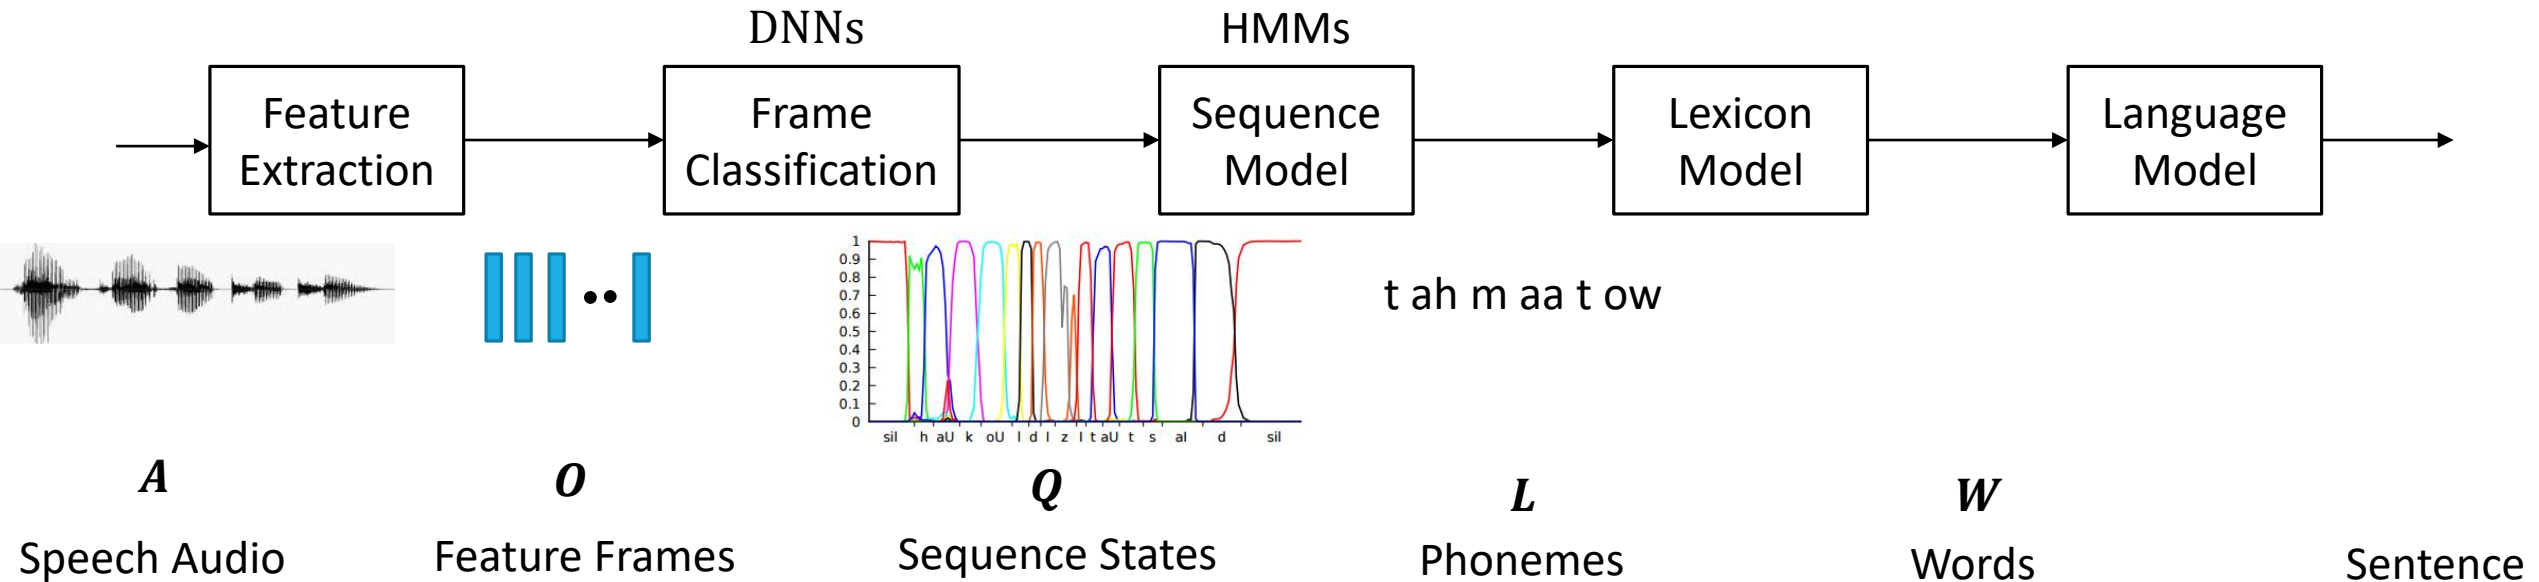 DNNs
HMMs
Feature
Extraction
Frame
Classification
Sequence
Model
Lexicon
Model
Language
Model
1
0.9
0.8
0.7
0.6
0.5
0.4
0.3
0.2
0.1
0
sil h aU k oU l d I z I t aU t s aI d sil
t ah m aa t ow
A
O
Q
L
W
Speech Audio
Feature Frames
Sequence States
Phonemes
Words
Sentence